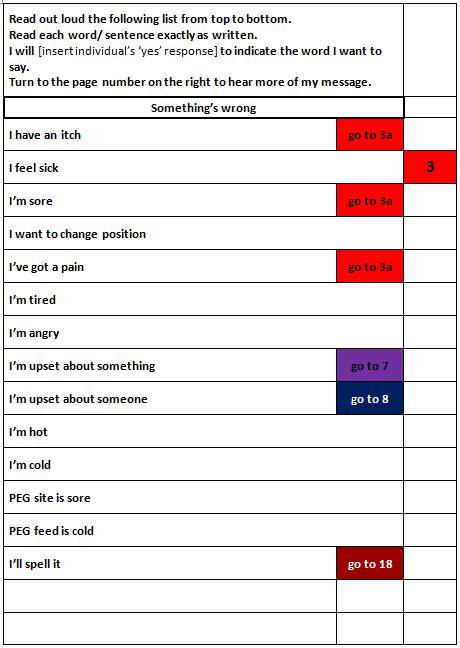 Read out loud the following list from top to bottom.
Read each word/ sentence exactly as written.
I will [insert individual's 'yes' response] to indicate the word I want to
say.
Turn to the page number on the right to hear more of my message.
Something's wrong
I have an itch go to 3a
I feel sick 3
I'm sore go to 3a
I want to change position
I've got a pain go to 3a
I'm tired
I'm angry
I'm upset about something go to 7
I'm upset about someone go to 8
I'm hot
I'm cold
PEG site is sore
PEG feed is cold
I'll spell it go to 18